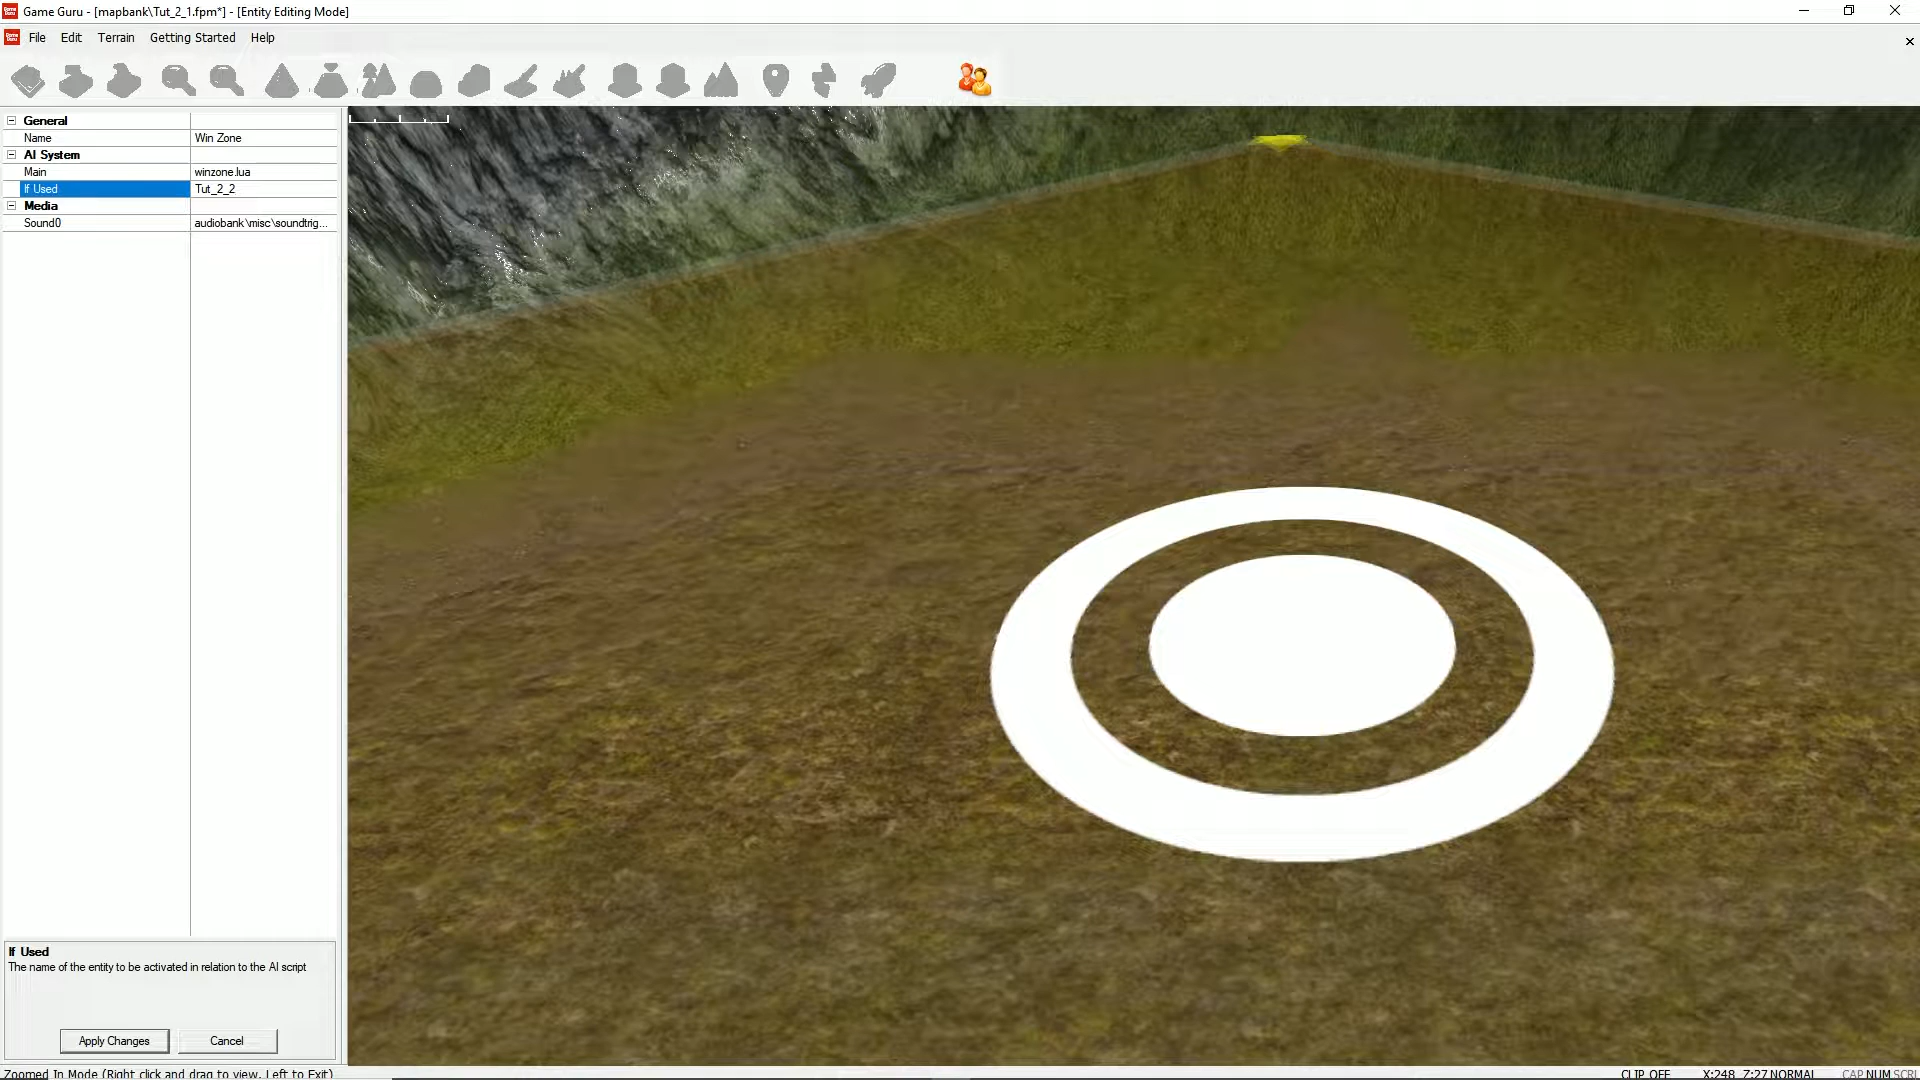 Game Guru - [mapbank\Tut_2_1.fpm*] - [Entity Editing Mode]
File Edit Terrain Getting Started Help
General
Name Win Zone
AI System
Main winzone.lua
If Used Tut_2_2
Media
Sound0 audiobank\misc\soundtrig...
If Used
The name of the entity to be activated in relation to the AI script
Apply Changes Cancel
Zoomed In Mode (Right click and drag to view, Left to Exit) CLIP OFF X:248 Z:27 NORMAL CAP NUM SCRL